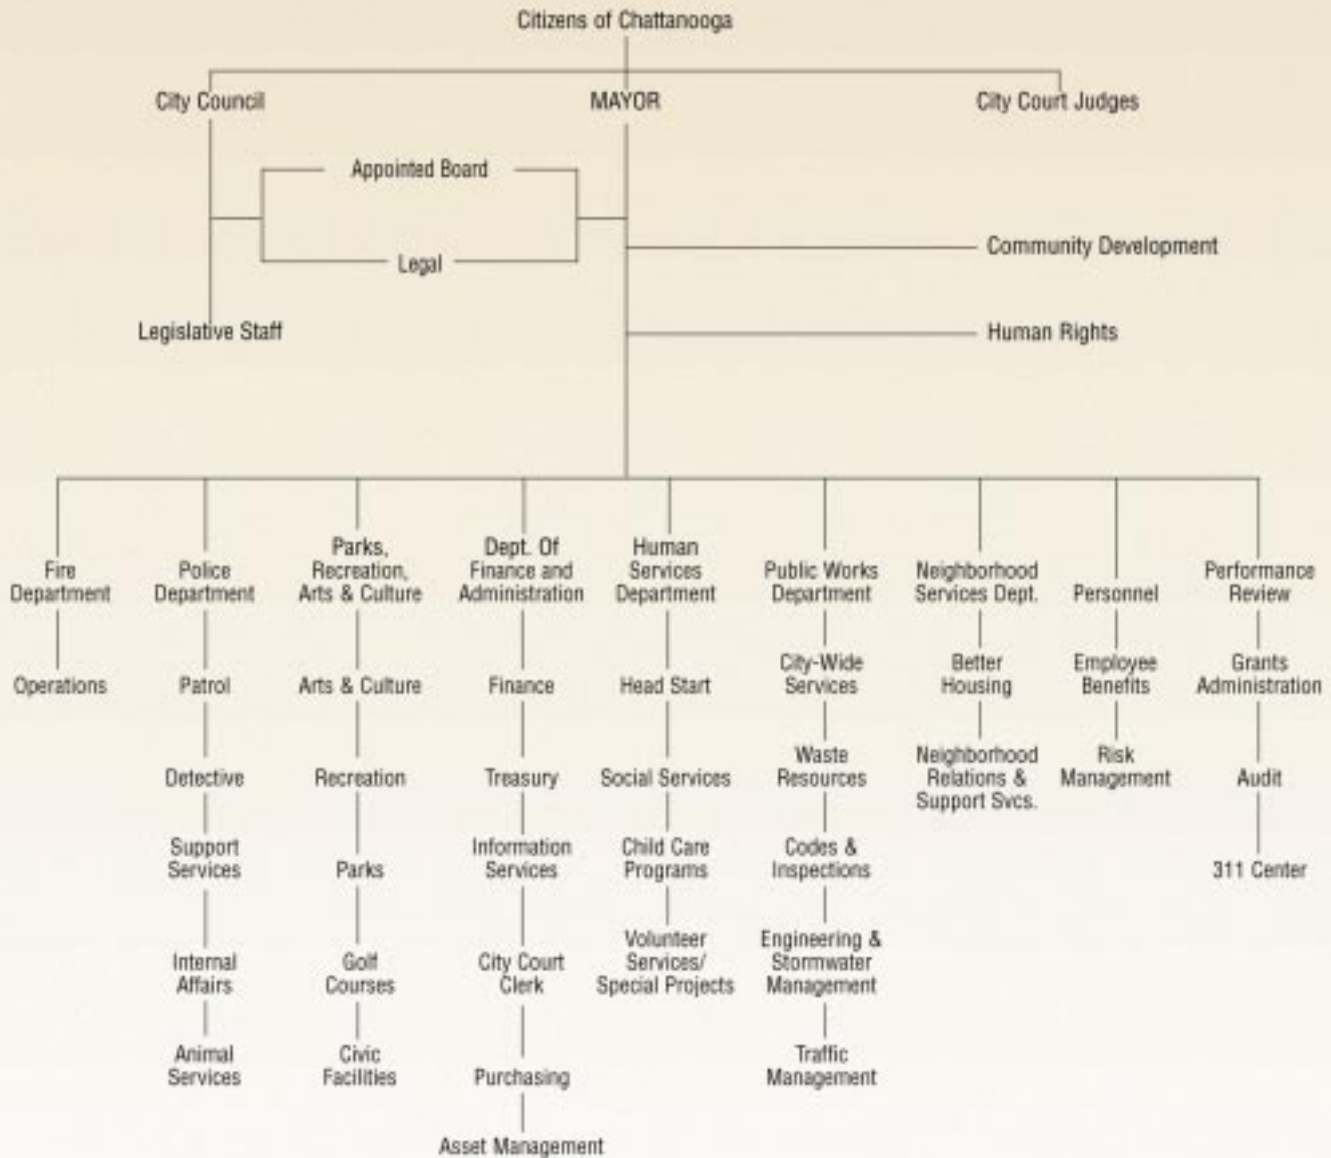 Citizens of Chattanooga
City Council
MAYOR
City Court Judges
Appointed Board
Legal
Community Development
Legislative Staff
Human Rights
Fire
Department
Operations
Police
Department
Patrol
Detective
Support
Services
Internal
Affairs
Animal
Services
Parks,
Recreation,
Arts & Culture
Arts & Culture
Recreation
Parks
Golf
Courses
Civic
Facilities
Dept. Of
Finance and
Administration
Finance
Treasury
Information
Services
City Court
Clerk
Purchasing
Asset Management
Human
Services
Department
Head Start
Social Services
Child Care
Programs
Volunteer
Services/
Special Projects
Public Works
Department
City-Wide
Services
Waste
Resources
Codes &
Inspections
Engineering &
Stormwater
Management
Traffic
Management
Neighborhood
Services Dept.
Better
Housing
Neighborhood
Relations &
Support Svcs.
Personnel
Employee
Benefits
Risk
Management
Performance
Review
Grants
Administration
Audit
311 Center